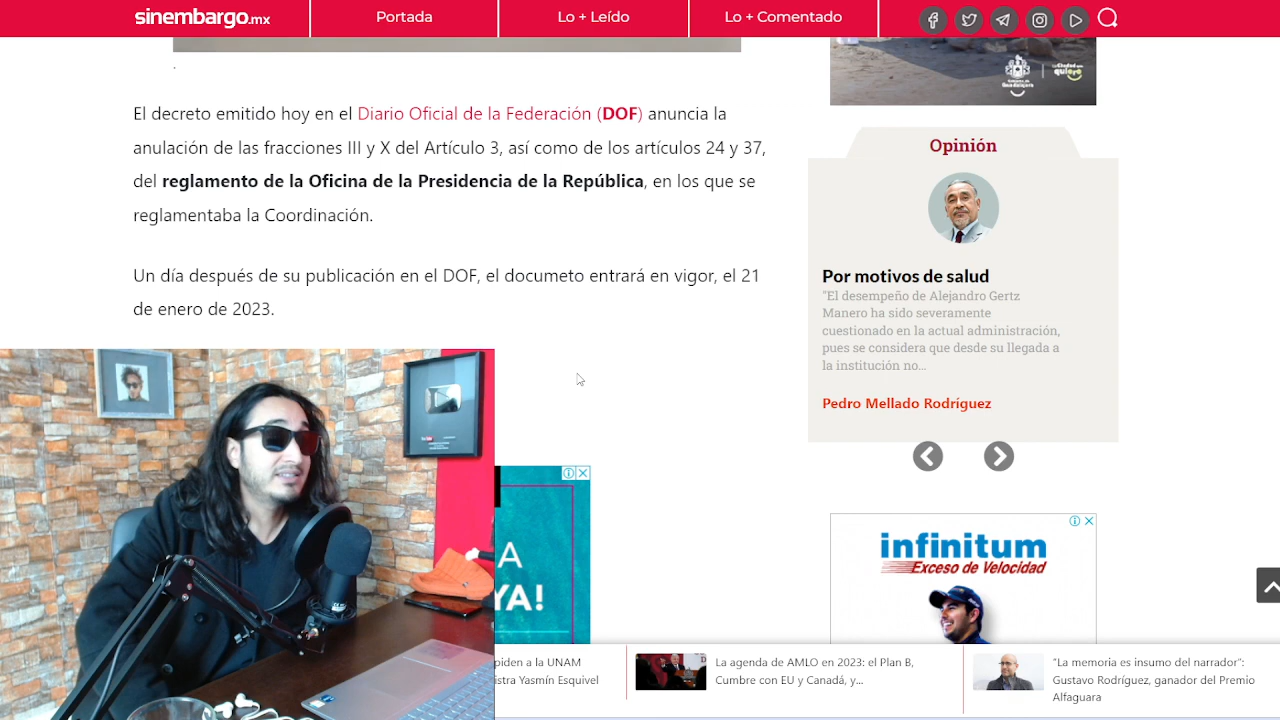 sinembargo.mx
Portada
Lo + Leído
Lo + Comentado
El decreto emitido hoy en el Diario Oficial de la Federación (DOF) anuncia la
anulación de las fracciones III y X del Artículo 3, así como de los artículos 24 y 37,
del reglamento de la Oficina de la Presidencia de la República, en los que se
reglamentaba la Coordinación.
Un día después de su publicación en el DOF, el documeto entrará en vigor, el 21
de enero de 2023.
Opinión
Por motivos de salud
"El desempeño de Alejandro Gertz
Manero ha sido severamente
cuestionado en la actual administración,
pues se considera que desde su llegada a
la institución no...
Pedro Mellado Rodríguez
A
YA!
infinitum
Exceso de Velocidad
piden a la UNAM
istra Yasmín Esquivel
La agenda de AMLO en 2023: el Plan B,
Cumbre con EU y Canadá, y...
"La memoria es insumo del narrador":
Gustavo Rodríguez, ganador del Premio
Alfaguara